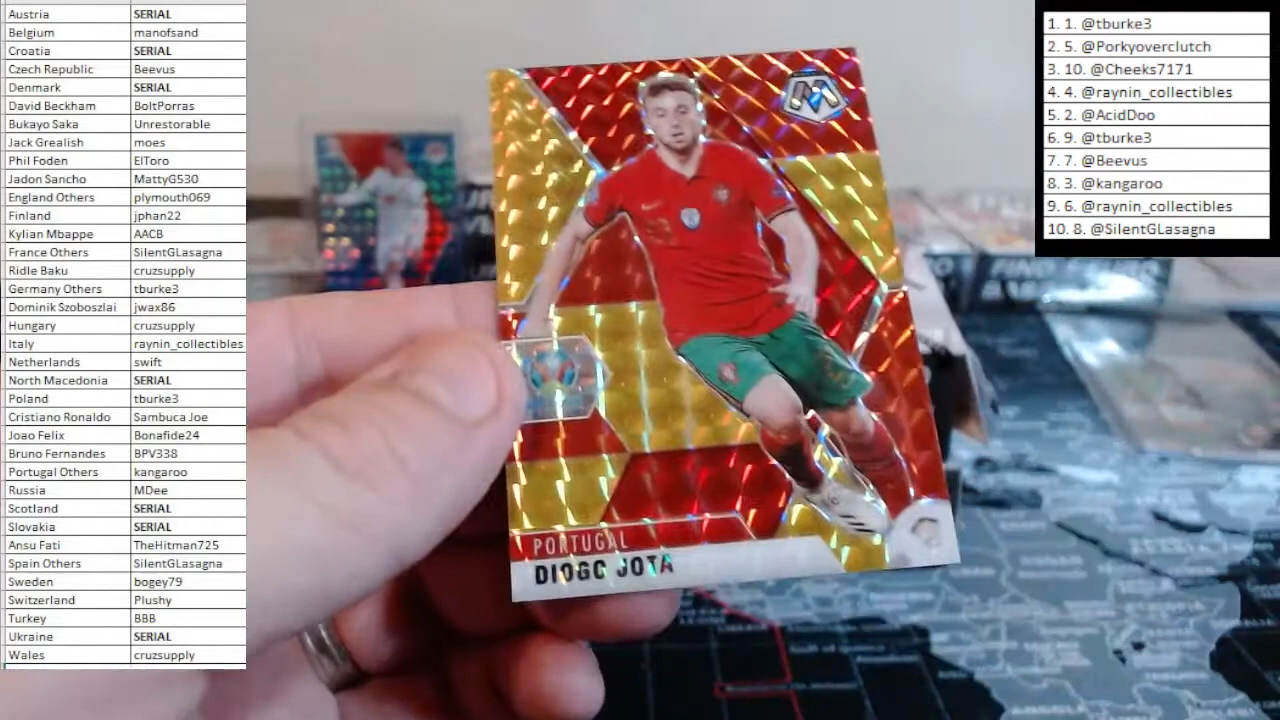 Austria SERIAL
Belgium manofsand
Croatia SERIAL
Czech Republic Beevus
Denmark SERIAL
David Beckham BoltPorras
Bukayo Saka Unrestorable
Jack Grealish moes
Phil Foden ElToro
Jadon Sancho MattyG530
England Others plymouth069
Finland jphan22
Kylian Mbappe AACB
France Others SilentGLasagna
Ridle Baku cruzsupply
Germany Others tburke3
Dominik Szoboszlai jwax86
Hungary cruzsupply
Italy raynin_collectibles
Netherlands swift
North Macedonia SERIAL
Poland tburke3
Cristiano Ronaldo Sambuca Joe
Joao Felix Bonafide24
Bruno Fernandes BPV338
Portugal Others kangaroo
Russia MDee
Scotland SERIAL
Slovakia SERIAL
Ansu Fati TheHitman725
Spain Others SilentGLasagna
Sweden bogey79
Switzerland Plushy
Turkey BBB
Ukraine SERIAL
Wales cruzsupply
PORTUGAL
DIOGO JOTA
1. 1. @tburke3
2. 5. @Porkyoverclutch
3. 10. @Cheeks7171
4. 4. @raynin_collectibles
5. 2. @AcidDoo
6. 9. @tburke3
7. 7. @Beevus
8. 3. @kangaroo
9. 6. @raynin_collectibles
10. 8. @SilentGLasagna